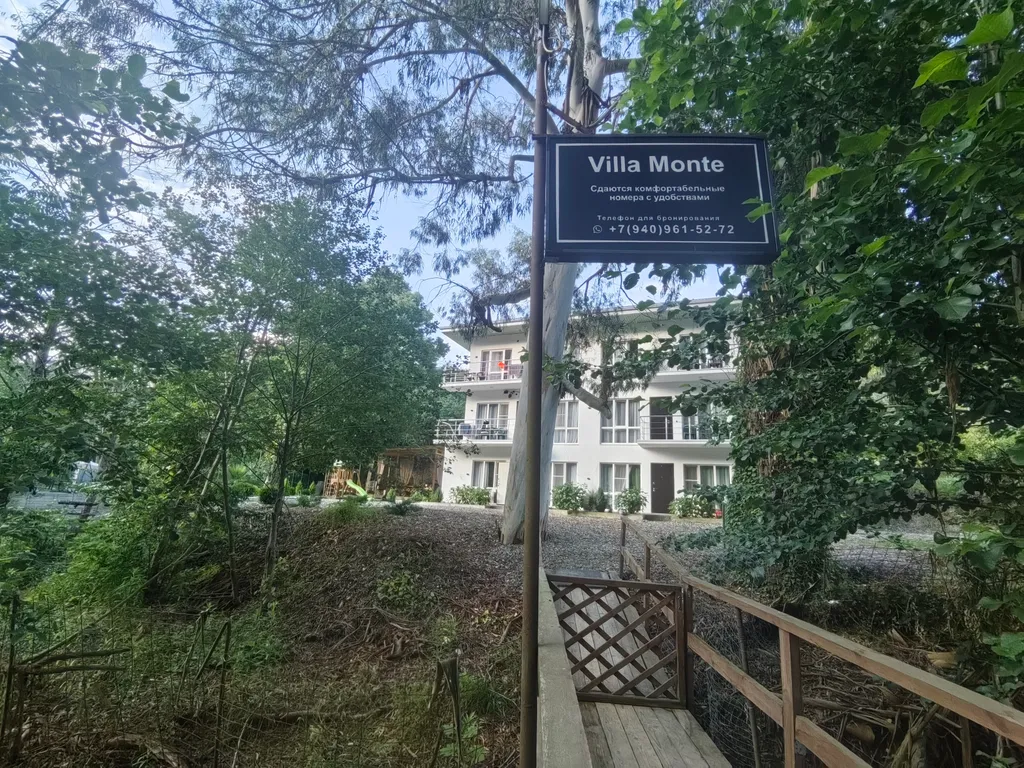 Villa Monte
Сдаются комфортабельные
номера с удобствами
Телефон для бронирования
+7(940)961-52-72